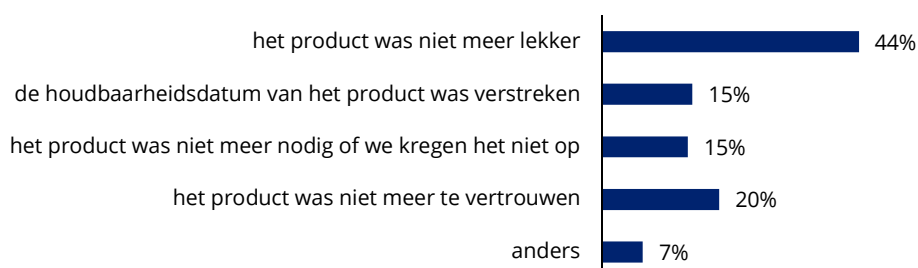 het product was niet meer lekker 44%
de houdbaarheidsdatum van het product was verstreken 15%
het product was niet meer nodig of we kregen het niet op 15%
het product was niet meer te vertrouwen 20%
anders 7%